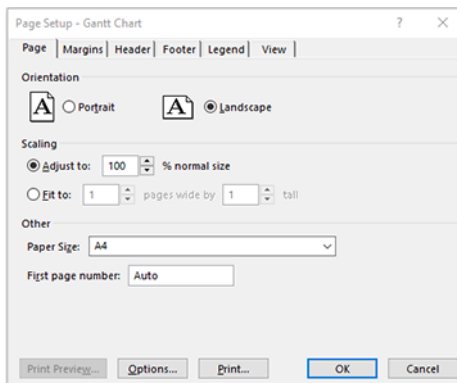 Page Setup - Gantt Chart ? ×
Page Margins Header Footer Legend View
Orientation
A Portrait A Landscape
Scaling
Adjust to: 100 % normal size
Fit to: 1 pages wide by 1 tall
Other
Paper Size: A4
First page number: Auto
Print Preview... Options... Print... OK Cancel